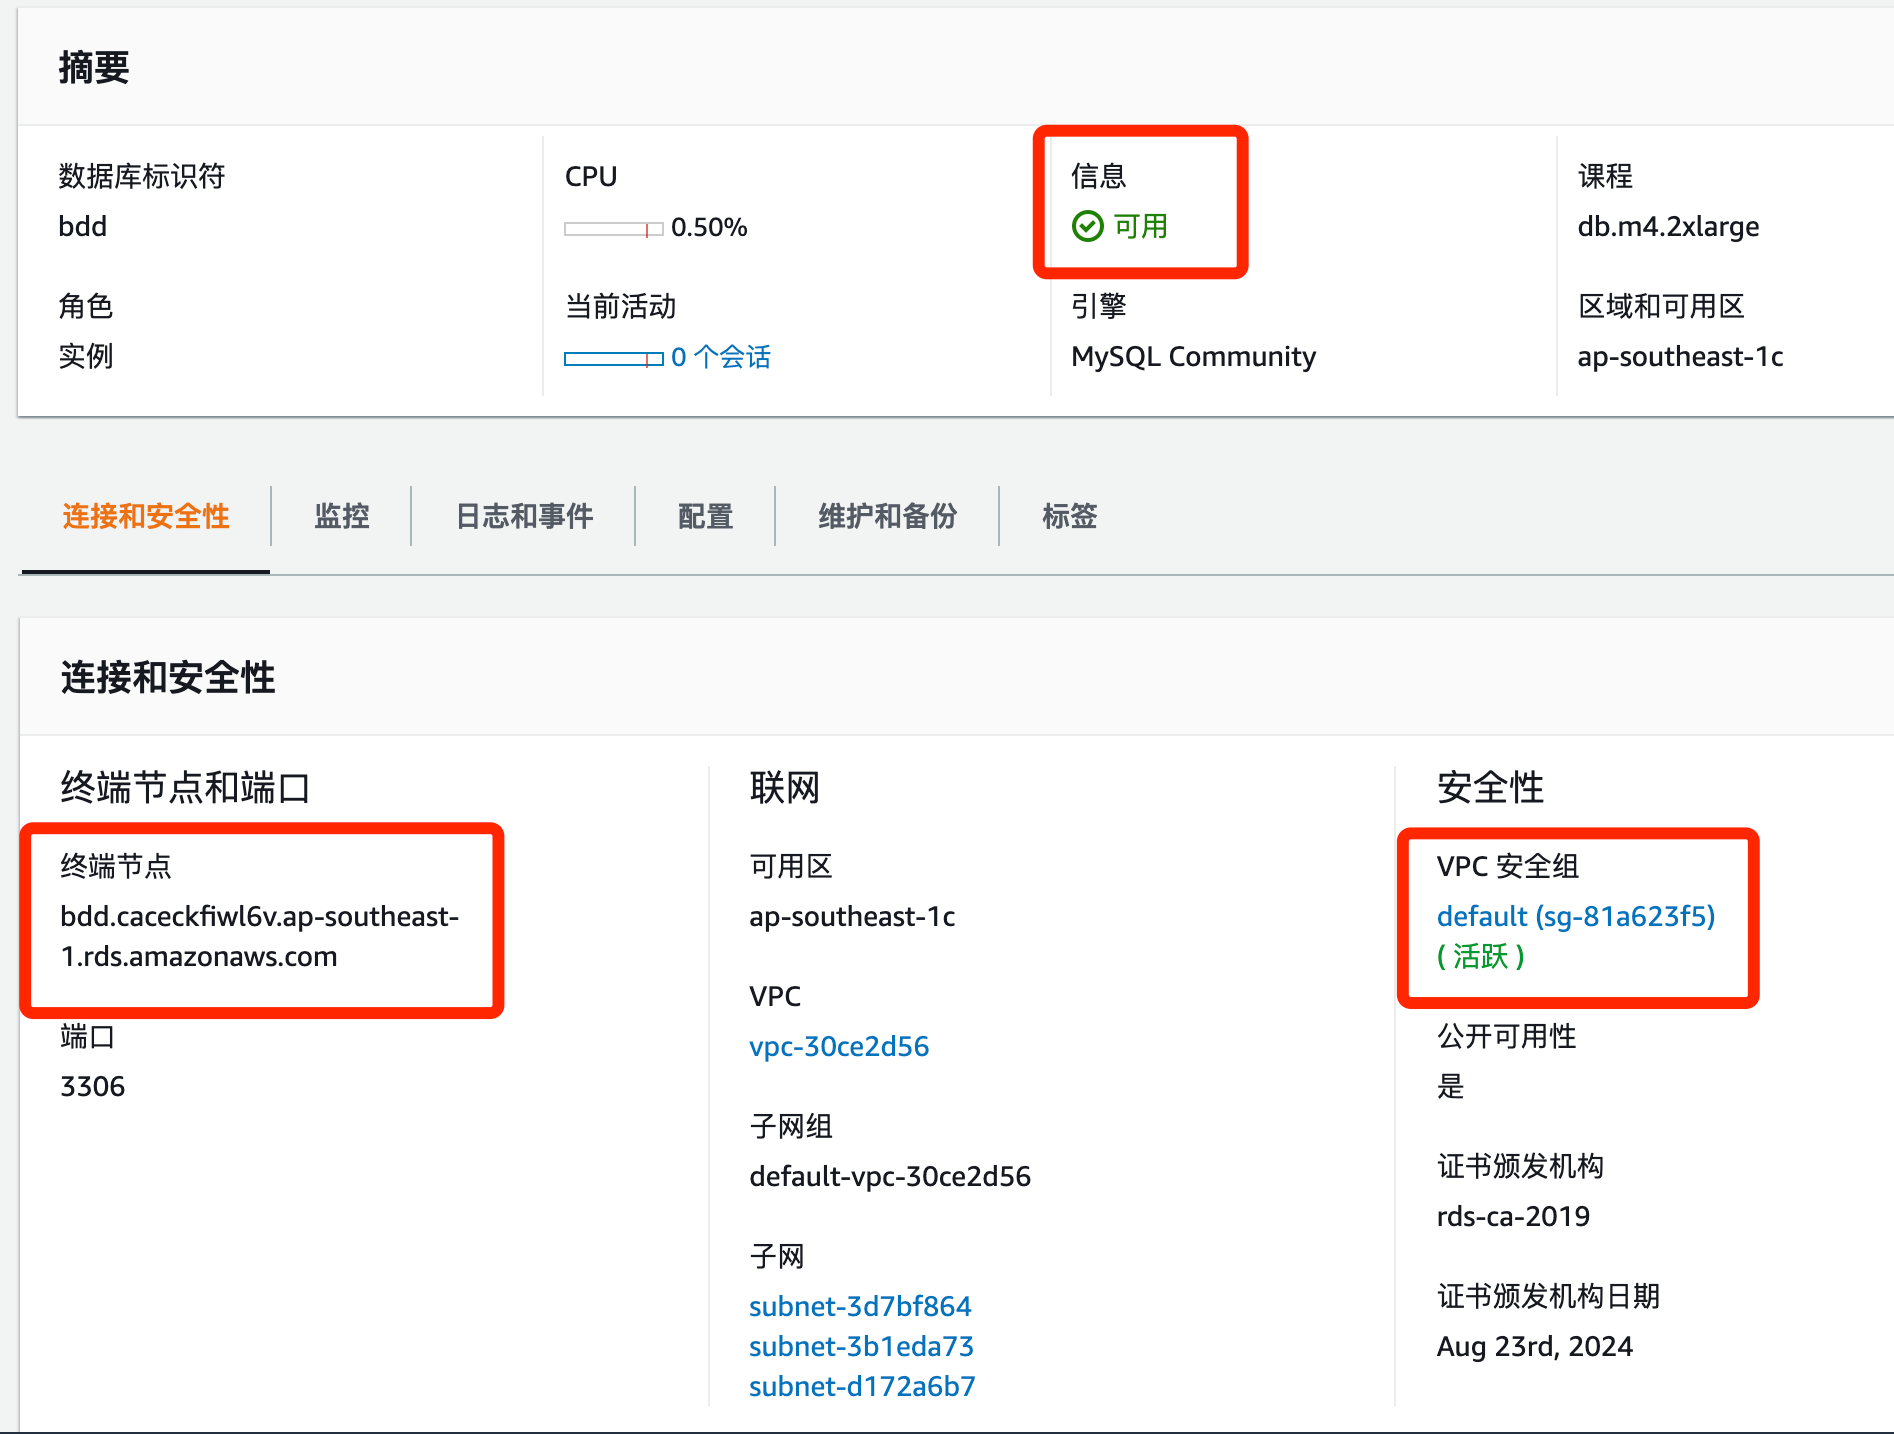 摘要
数据库标识符
bdd
CPU
0.50%
信息
可用
课程
db.m4.2xlarge
角色
实例
当前活动
0 个会话
引擎
MySQL Community
区域和可用区
ap-southeast-1c
连接和安全性
监控
日志和事件
配置
维护和备份
标签
连接和安全性
终端节点和端口
终端节点
bdd.caceckfiwl6v.ap-southeast-
1.rds.amazonaws.com
端口
3306
联网
可用区
ap-southeast-1c
VPC
vpc-30ce2d56
子网组
default-vpc-30ce2d56
子网
subnet-3d7bf864
subnet-3b1eda73
subnet-d172a6b7
安全性
VPC 安全组
default (sg-81a623f5)
( 活跃 )
公开可用性
是
证书颁发机构
rds-ca-2019
证书颁发机构日期
Aug 23rd, 2024